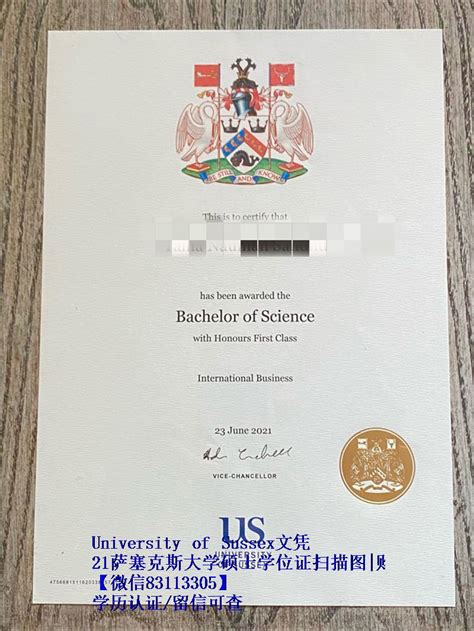 BE STILL AND KNOW
This is to certify that
has been awarded the
Bachelor of Science
with Honours First Class
International Business
23 June 2021
VICE-CHANCELLOR
US
UNIVERSITY
OF SUSSEX
University of Sussex文凭
21萨塞克斯大学硕士学位证扫描图|
【微信83113305】
学历认证/留信可查